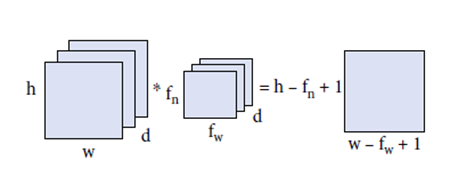 h * f_n = h – f_n + 1
d d
w f_w w – f_w + 1